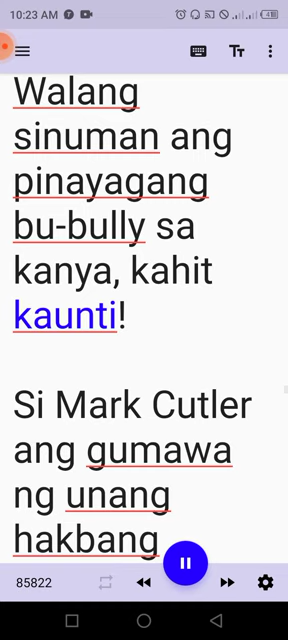 10:23 AM
Walang
sinuman ang
pinayagang
bu-bully sa
kanya, kahit
kaunti!
Si Mark Cutler
ang gumawa
ng unang
hakbang
85822